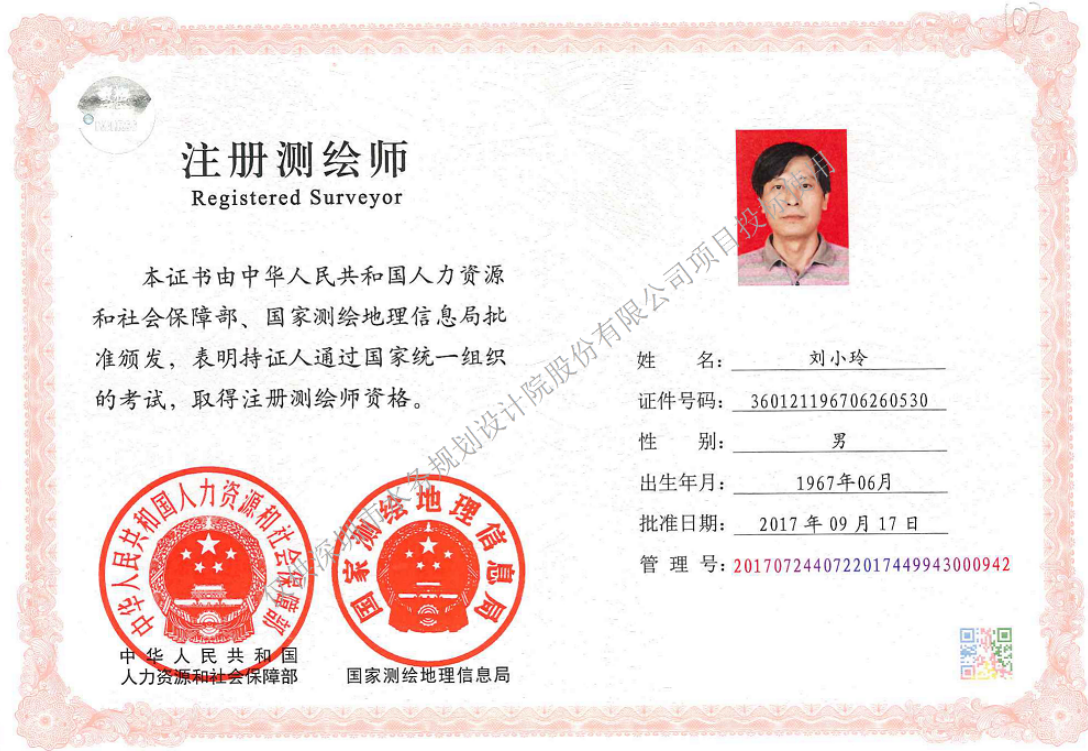 102
注册测绘师
Registered Surveyor
本证书由中华人民共和国人力资源
和社会保障部、国家测绘地理信息局批
准颁发，表明持证人通过国家统一组织
的考试，取得注册测绘师资格。
中华人民共和国人力资源和社会保障部
国家测绘地理信息局
中华人民共和国
人力资源和社会保障部
国家测绘地理信息局
姓 名： 刘小玲
证件号码： 360121196706260530
性 别： 男
出生年月： 1967年06月
批准日期： 2017 年 09 月 17 日
管 理 号： 2017072440722017449943000942
深圳市水务规划设计院股份有限公司项目投标使用